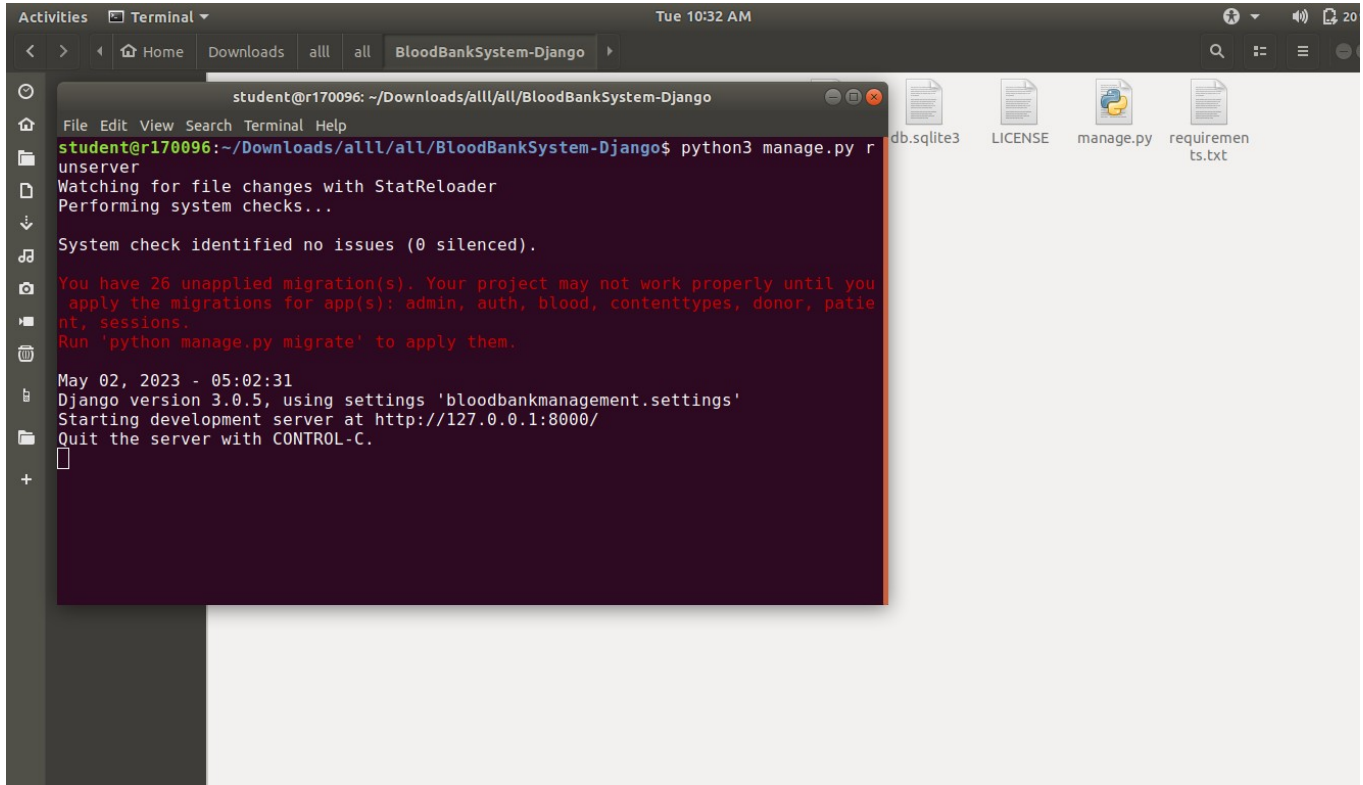 Activities Terminal Tue 10:32 AM 20
Home Downloads alll all BloodBankSystem-Django
student@r170096: ~/Downloads/alll/all/BloodBankSystem-Django
File Edit View Search Terminal Help
student@r170096:~/Downloads/alll/all/BloodBankSystem-Django$ python3 manage.py r
unserver
Watching for file changes with StatReloader
Performing system checks...
System check identified no issues (0 silenced).
You have 26 unapplied migration(s). Your project may not work properly until you
apply the migrations for app(s): admin, auth, blood, contenttypes, donor, patie
nt, sessions.
Run 'python manage.py migrate' to apply them.
May 02, 2023 - 05:02:31
Django version 3.0.5, using settings 'bloodbankmanagement.settings'
Starting development server at http://127.0.0.1:8000/
Quit the server with CONTROL-C.
db.sqlite3 LICENSE manage.py requiremen
ts.txt